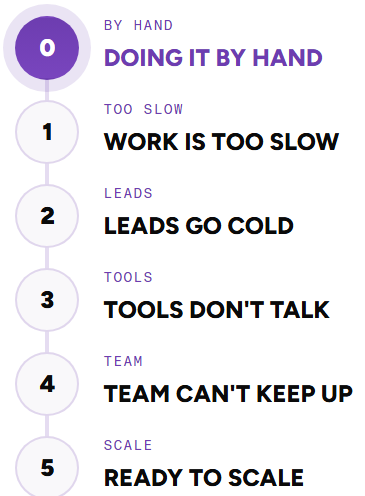 0
BY HAND
DOING IT BY HAND
1
TOO SLOW
WORK IS TOO SLOW
2
LEADS
LEADS GO COLD
3
TOOLS
TOOLS DON'T TALK
4
TEAM
TEAM CAN'T KEEP UP
5
SCALE
READY TO SCALE